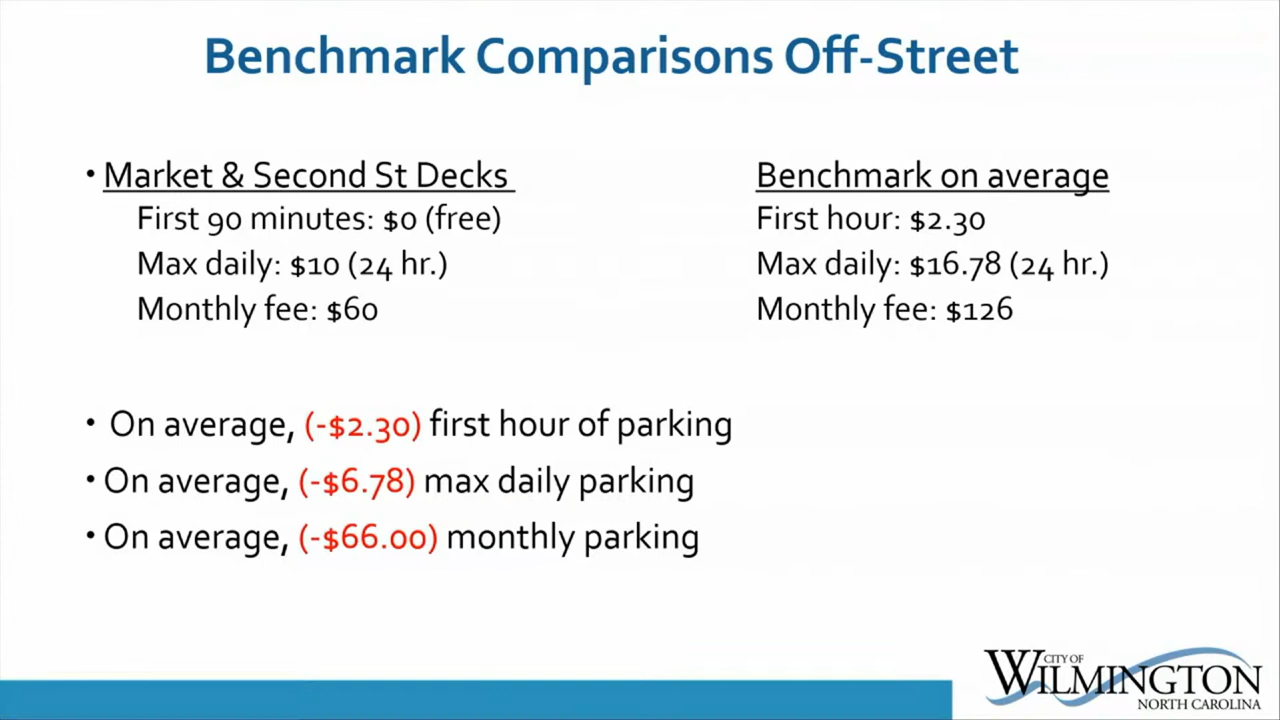 Benchmark Comparisons Off-Street
• Market & Second St Decks
First 90 minutes: $0 (free)
Max daily: $10 (24 hr.)
Monthly fee: $60
Benchmark on average
First hour: $2.30
Max daily: $16.78 (24 hr.)
Monthly fee: $126
• On average, (-$2.30) first hour of parking
• On average, (-$6.78) max daily parking
• On average, (-$66.00) monthly parking
CITY OF
WILMINGTON
NORTH CAROLINA